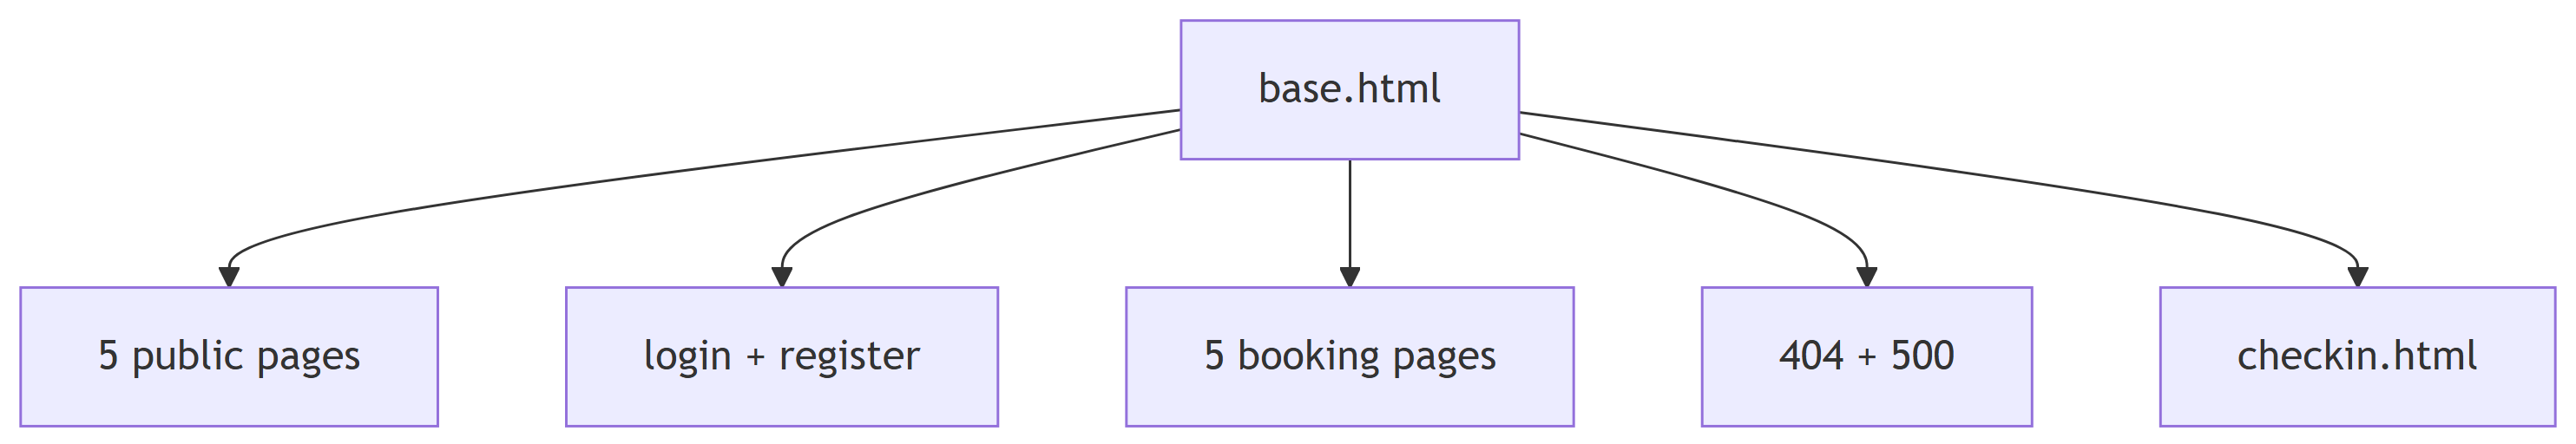 base.html
5 public pages
login + register
5 booking pages
404 + 500
checkin.html